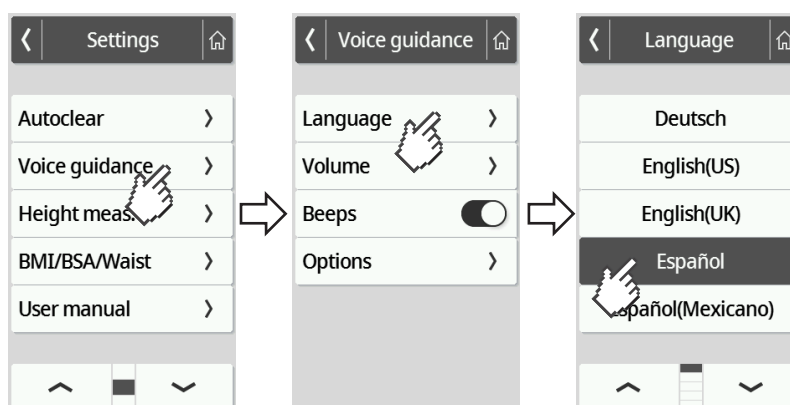 Settings
Autoclear
Voice guidance
Height meas.
BMI/BSA/Waist
User manual
Voice guidance
Language
Volume
Beeps
Options
Language
Deutsch
English(US)
English(UK)
Español
Español(Mexicano)